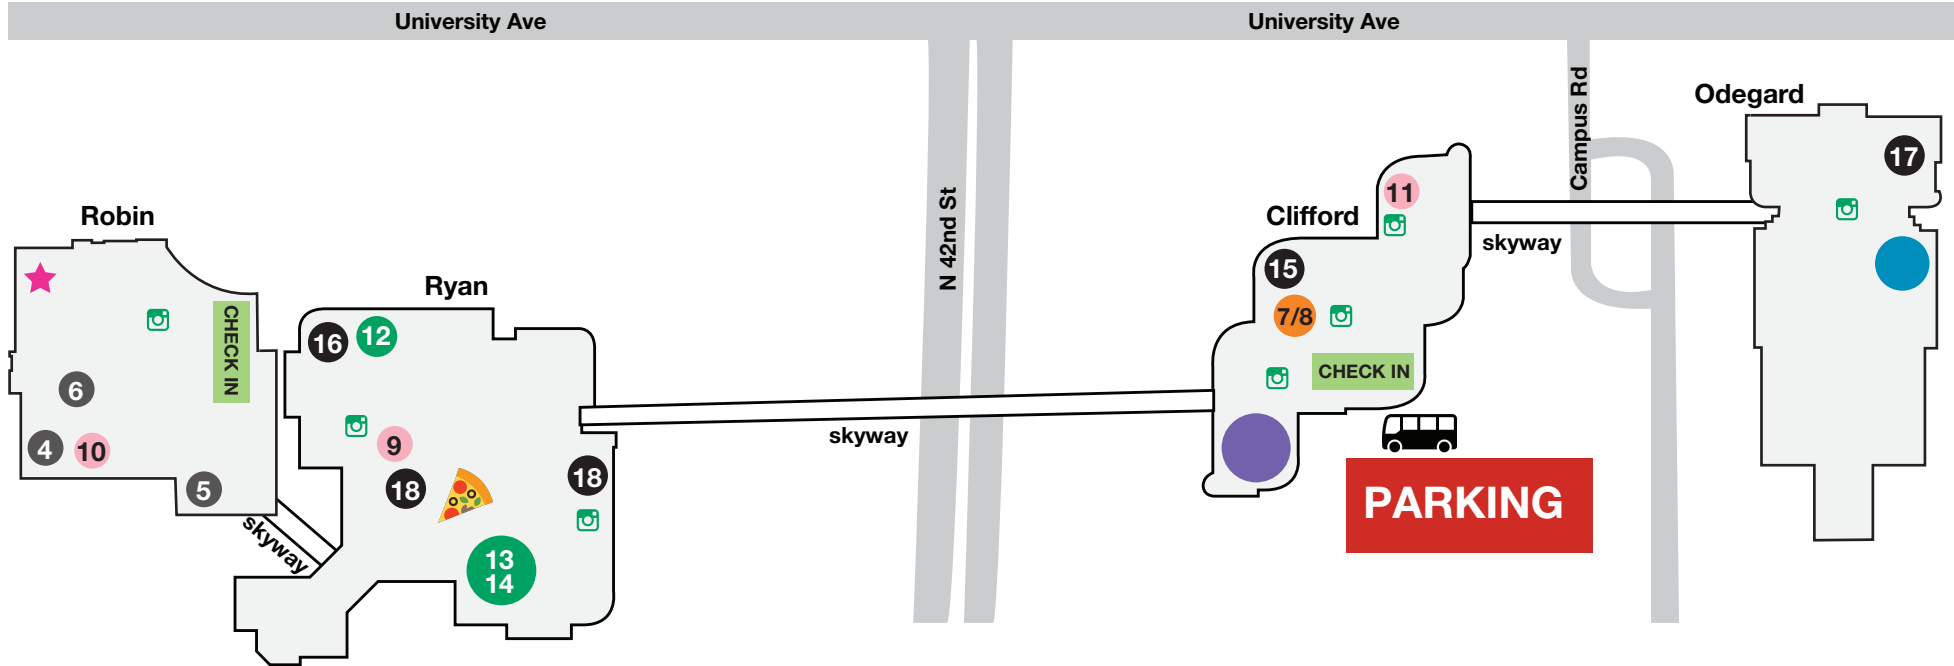 University Ave
University Ave
Campus Rd
Odegard
17
N 42nd St
11
Robin
Clifford
skyway
15
Ryan
7/8
CHECK IN
16
12
CHECK IN
6
skyway
4
10
9
18
18
5
PARKING
skyway
13
14